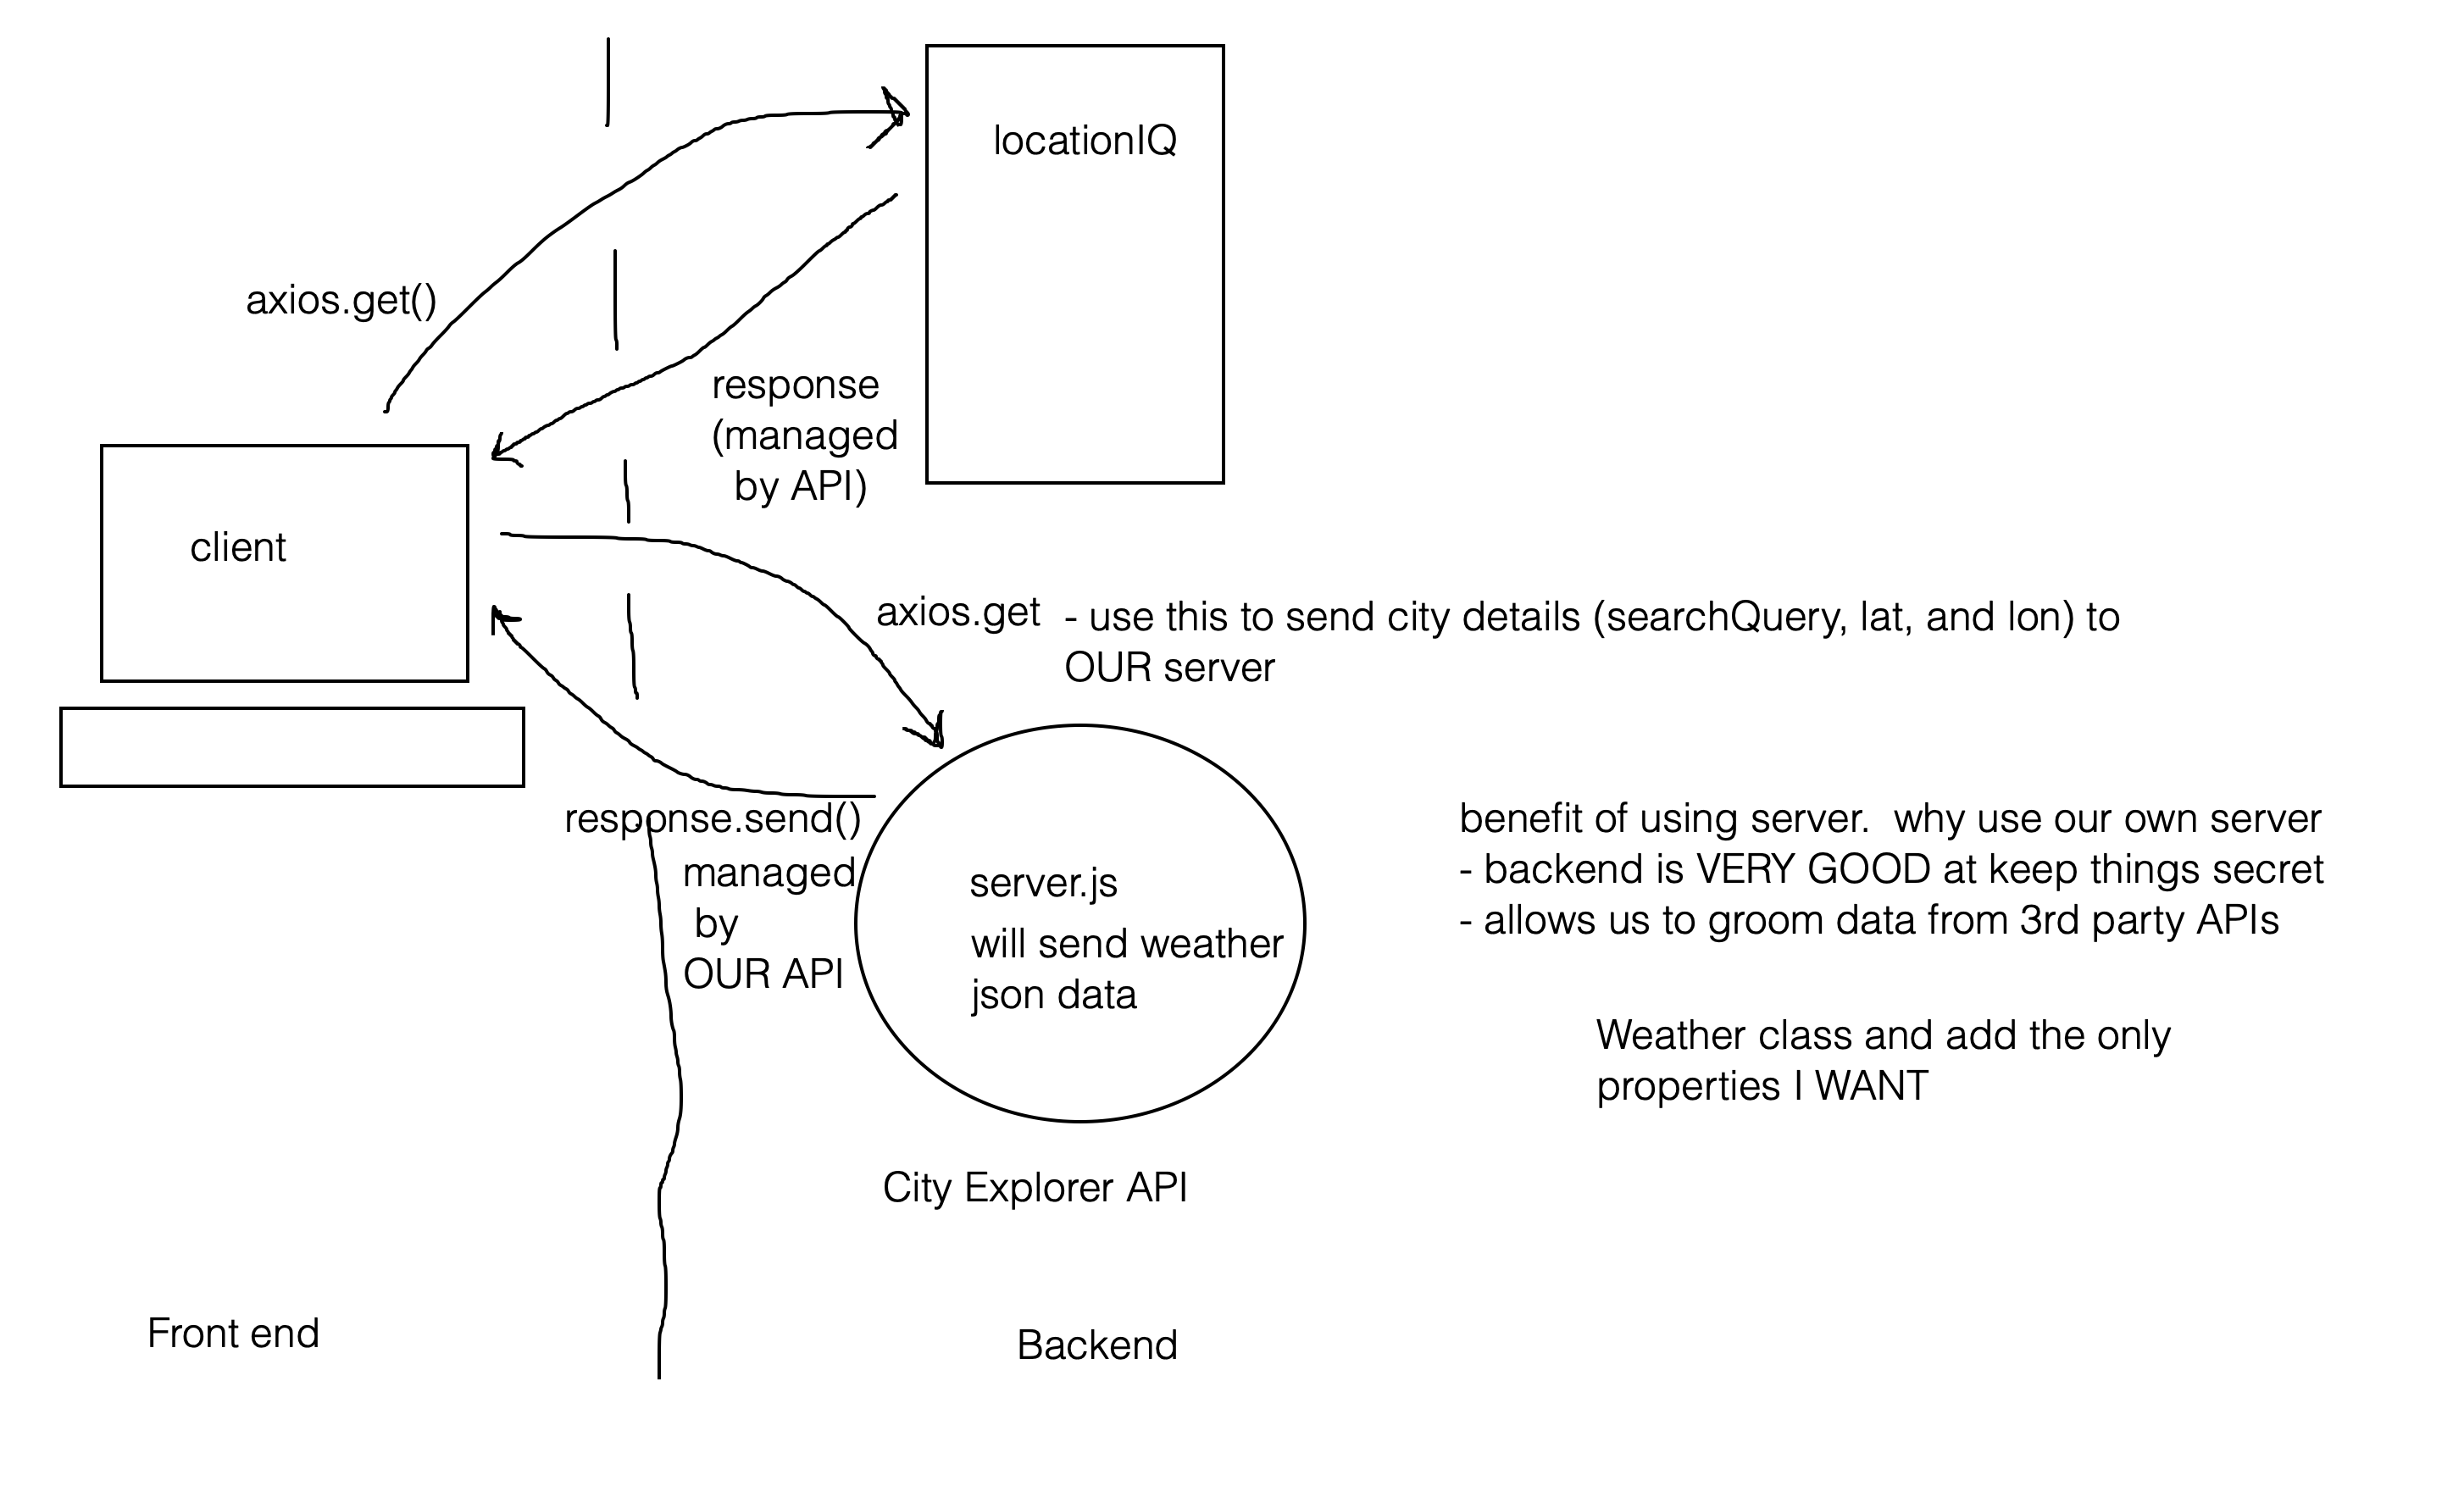 locationIQ
axios.get()
response
(managed
by API)
client
axios.get
- use this to send city details (searchQuery, lat, and lon) to
OUR server
response.send()
managed
by
OUR API
server.js
will send weather
json data
benefit of using server.  why use our own server
- backend is VERY GOOD at keep things secret
- allows us to groom data from 3rd party APIs
Weather class and add the only
properties I WANT
City Explorer API
Front end
Backend